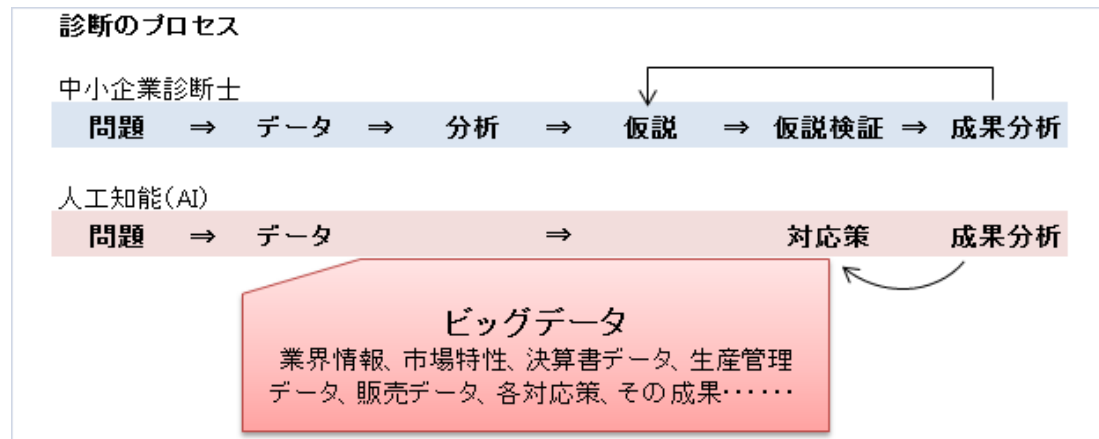 診断のプロセス
中小企業診断士
問題 ⇒ データ ⇒ 分析 ⇒ 仮説 ⇒ 仮説検証 ⇒ 成果分析
人工知能(AI)
問題 ⇒ データ ⇒ 対応策 成果分析
ビッグデータ
業界情報、市場特性、決算書データ、生産管理
データ、販売データ、各対応策、その成果‥‥‥